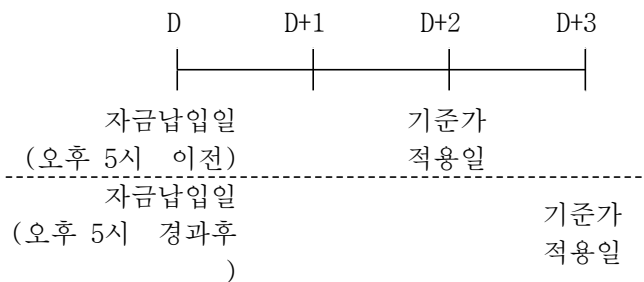 D D+1 D+2 D+3
자금납입일 기준가
(오후 5시 이전) 적용일
자금납입일
(오후 5시 경과후 기준가
) 적용일